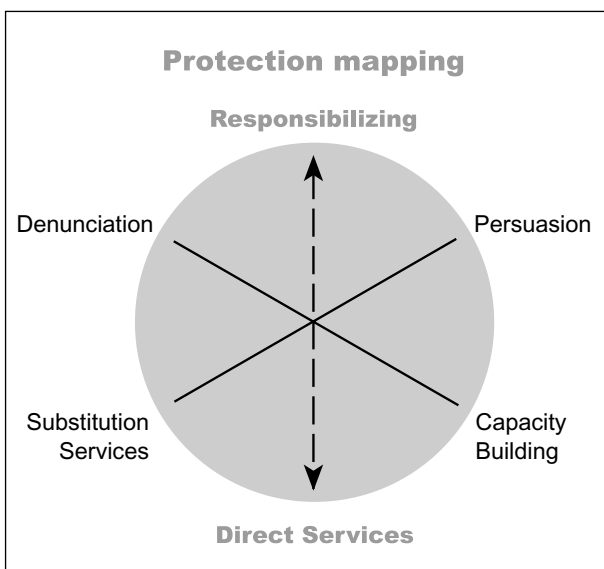 Protection mapping
Responsibilizing
Denunciation
Persuasion
Substitution
Services
Capacity
Building
Direct Services